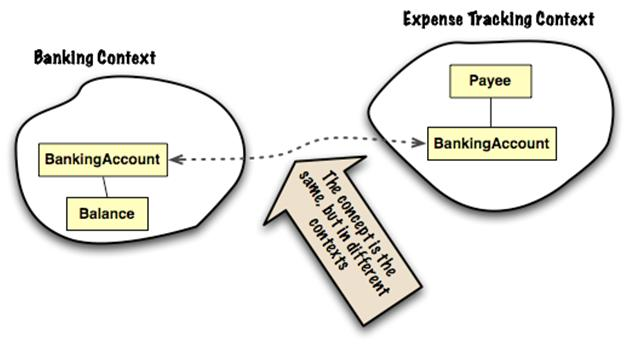 Expense Tracking Context
Banking Context
Payee
BankingAccount
BankingAccount
Balance
The concept is the
same, but in different
contexts